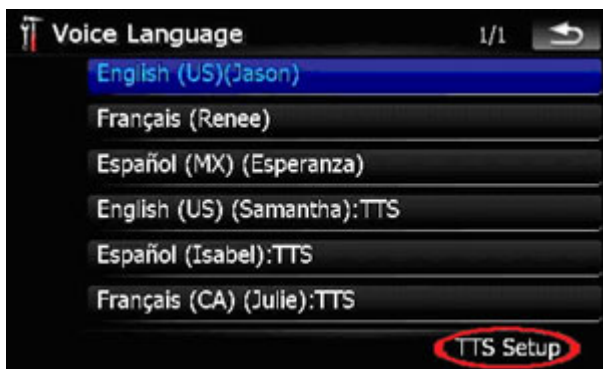 Voice Language 1/1
English (US)(Jason)
Français (Renee)
Español (MX) (Esperanza)
English (US) (Samantha):TTS
Español (Isabel):TTS
Français (CA) (Julie):TTS
TTS Setup